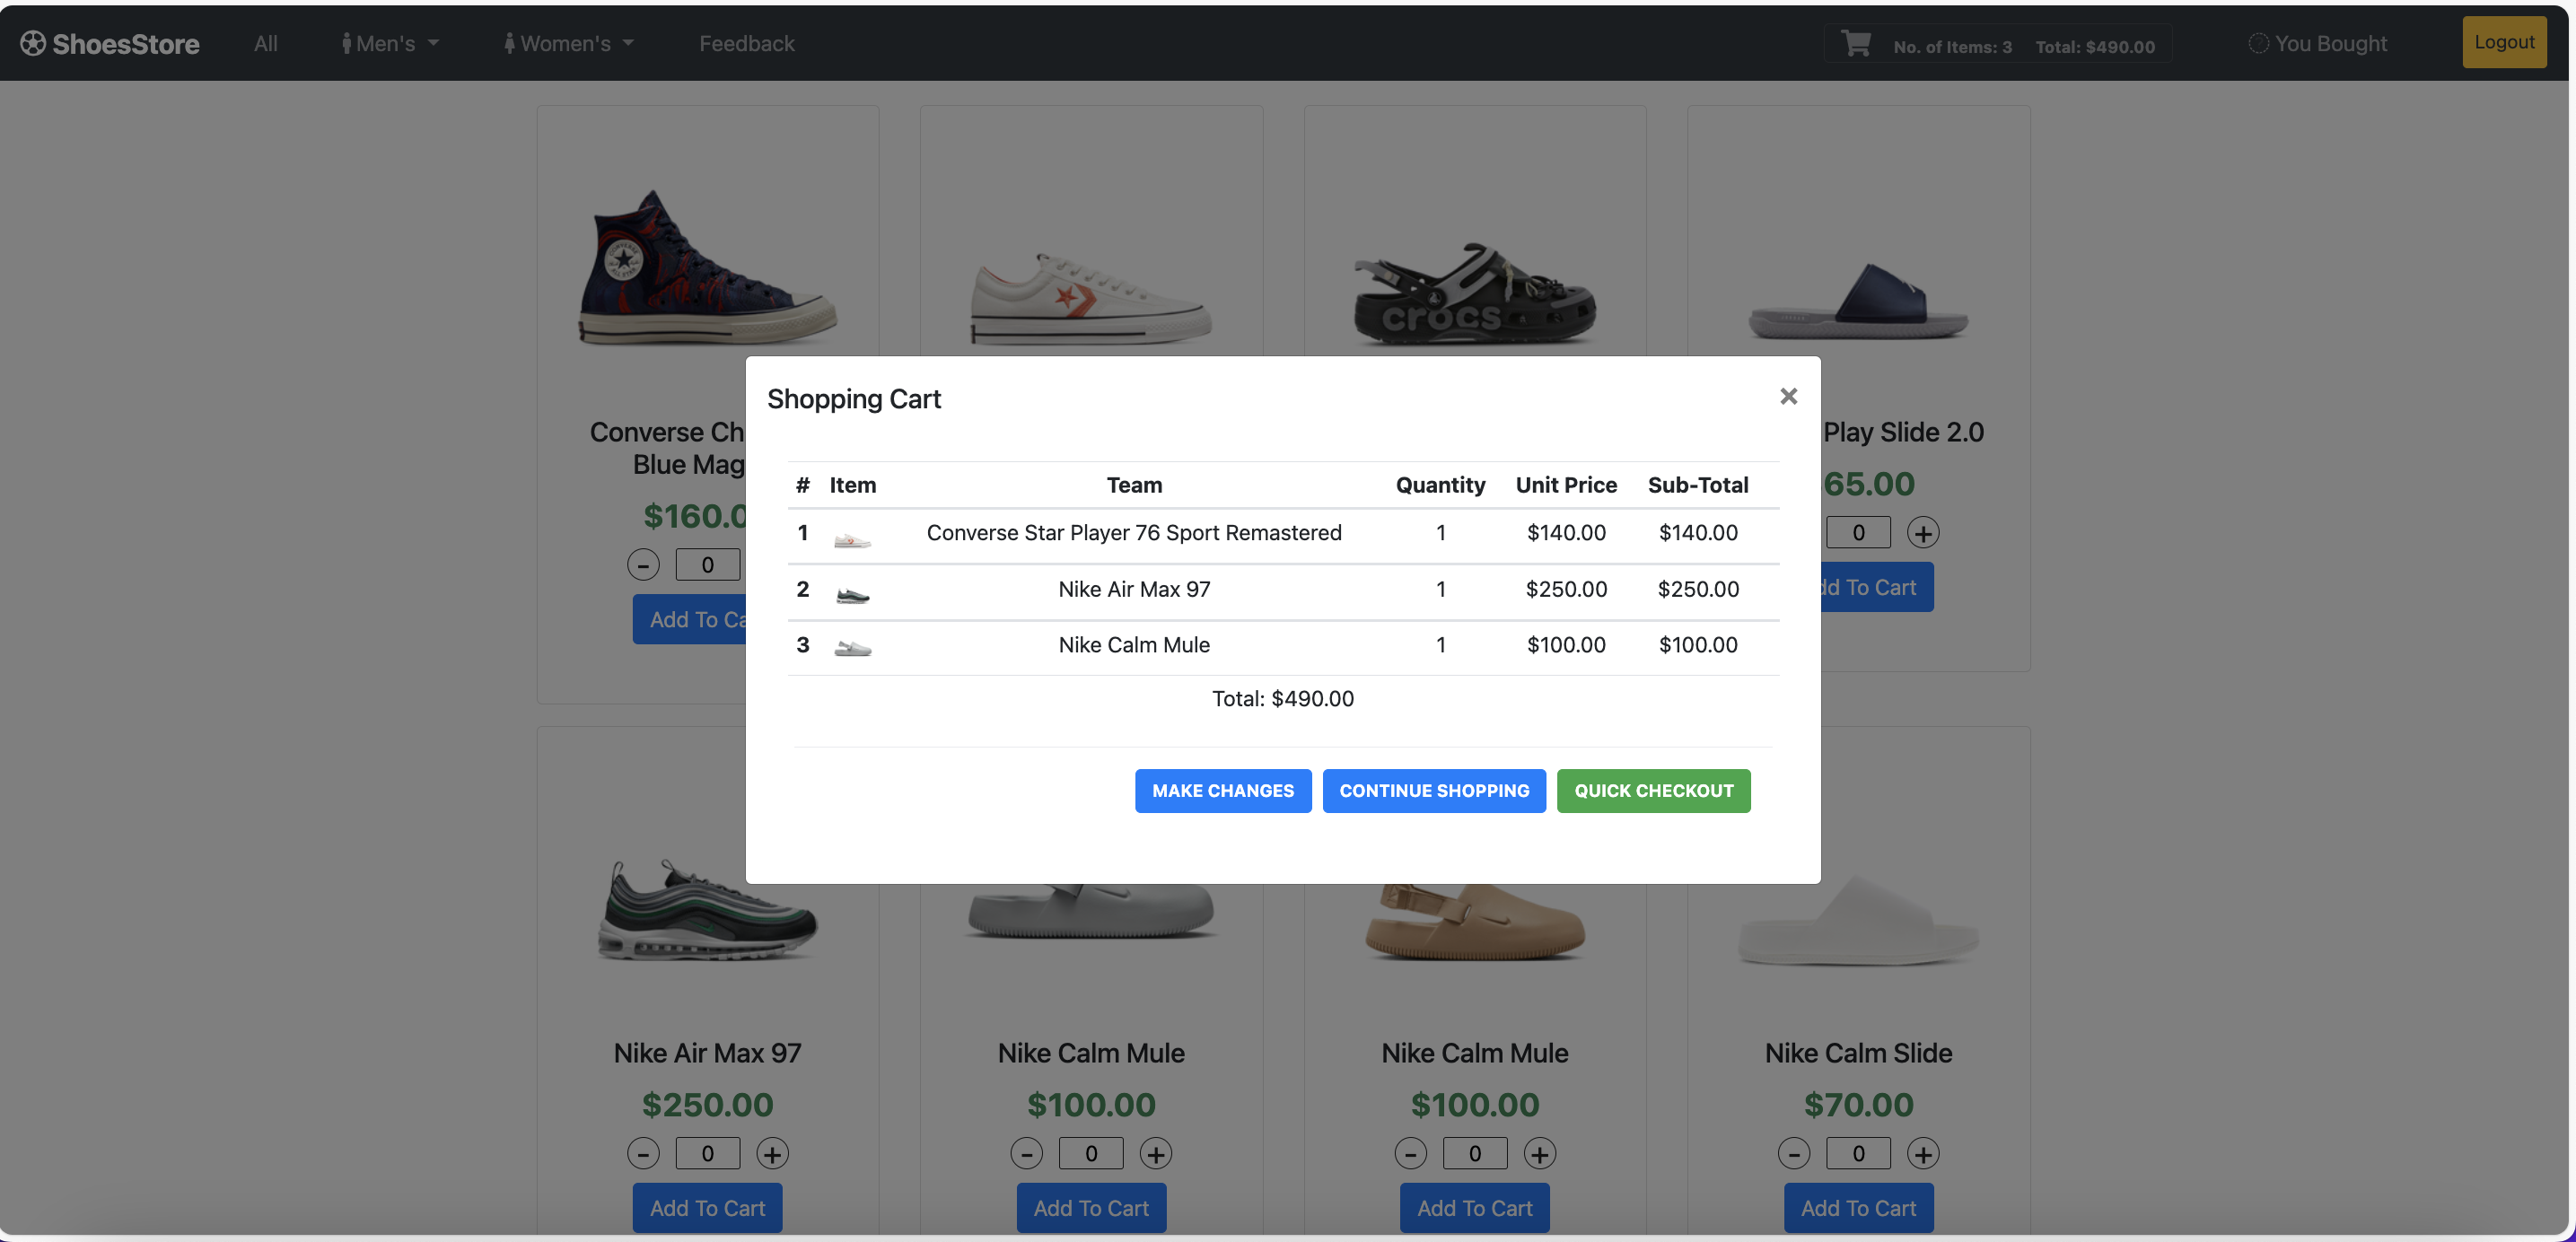 ShoesStore All Men's Women's Feedback No. of Items: 3 Total: $490.00 You Bought Logout
CONVERSE ALL STAR
crocs
Shopping Cart ×
Converse Ch
Blue Mag
$160.0
- 0
Add To Ca
Play Slide 2.0
65.00
0 +
dd To Cart
# Item Team Quantity Unit Price Sub-Total
1 Converse Star Player 76 Sport Remastered 1 $140.00 $140.00
2 Nike Air Max 97 1 $250.00 $250.00
3 Nike Calm Mule 1 $100.00 $100.00
Total: $490.00
MAKE CHANGES CONTINUE SHOPPING QUICK CHECKOUT
Nike Air Max 97 Nike Calm Mule Nike Calm Mule Nike Calm Slide
$250.00 $100.00 $100.00 $70.00
- 0 + - 0 + - 0 + - 0 +
Add To Cart Add To Cart Add To Cart Add To Cart